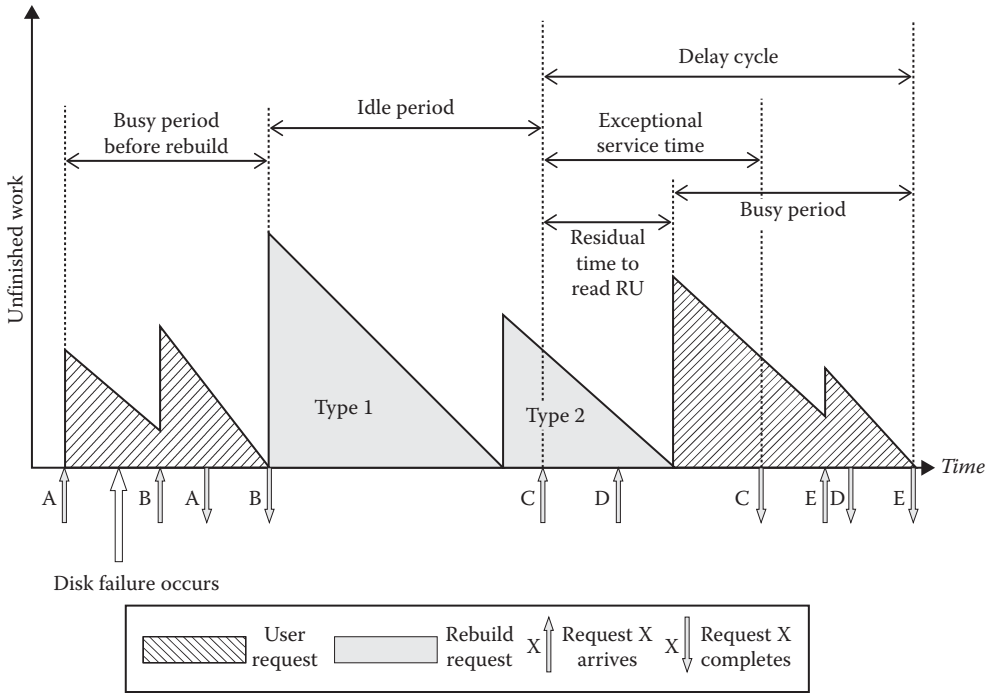 Delay cycle
Idle period
Busy period
before rebuild
Exceptional
service time
Busy period
Residual
time to
read RU
Unfinished work
Type 1
Type 2
Time
A
B
A
B
C
D
C
E
D
E
Disk failure occurs
User
request
Rebuild
request
X
Request X
arrives
X
Request X
completes